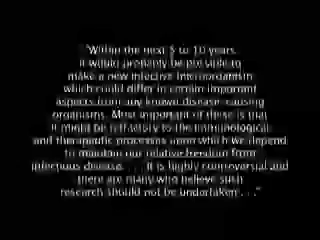 "Within the next 5 to 10 years,
it would probably be possible to
make a new infective microorganism
which could differ in certain important
aspects from any known disease-causing
organisms. Most important of these is that
it might be refractory to the immunological
and therapeutic processes upon which we depend
to maintain our relative freedom from
infectious disease. . . . It is highly controversial and
there are many who believe such
research should not be undertaken . . ."